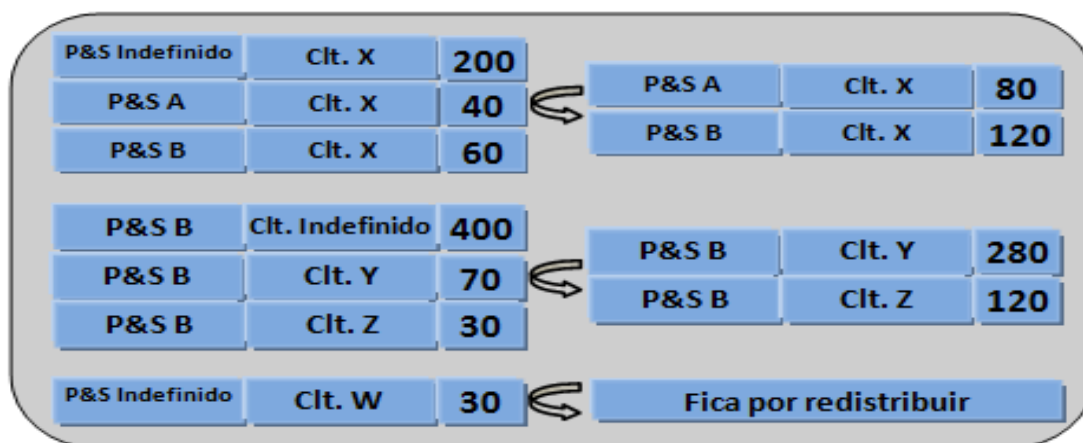 P&S Indefinido Clt. X 200
P&S A Clt. X 40
P&S B Clt. X 60
P&S A Clt. X 80
P&S B Clt. X 120
P&S B Clt. Indefinido 400
P&S B Clt. Y 70
P&S B Clt. Z 30
P&S B Clt. Y 280
P&S B Clt. Z 120
P&S Indefinido Clt. W 30
Fica por redistribuir